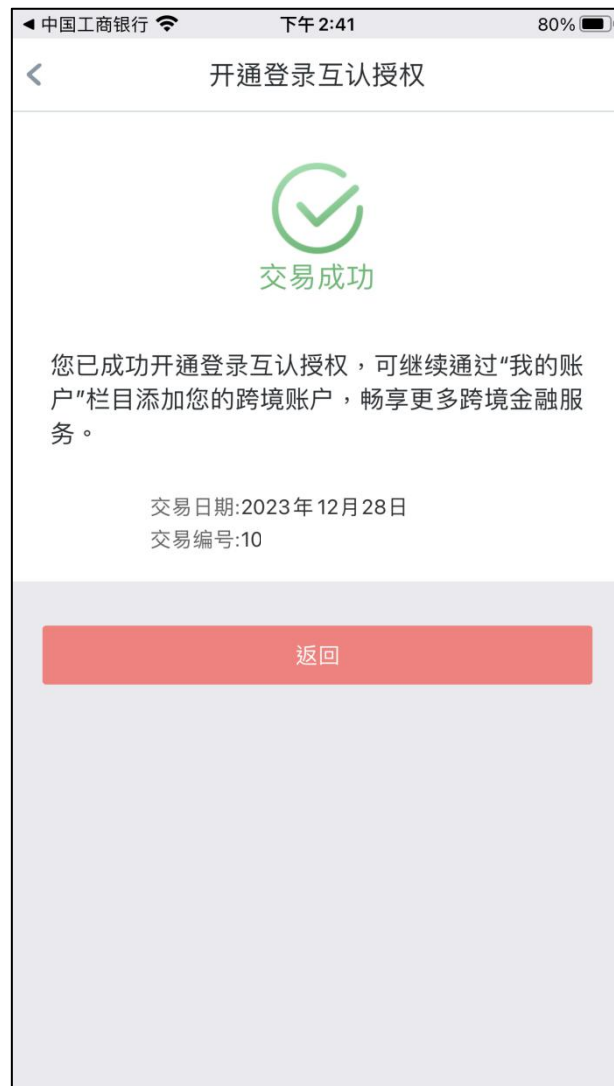 ◀中国工商银行 下午2:41 80%
开通登录互认授权
交易成功
您已成功开通登录互认授权，可继续通过“我的账
户”栏目添加您的跨境账户，畅享更多跨境金融服
务。
交易日期:2023年12月28日
交易编号:10
返回